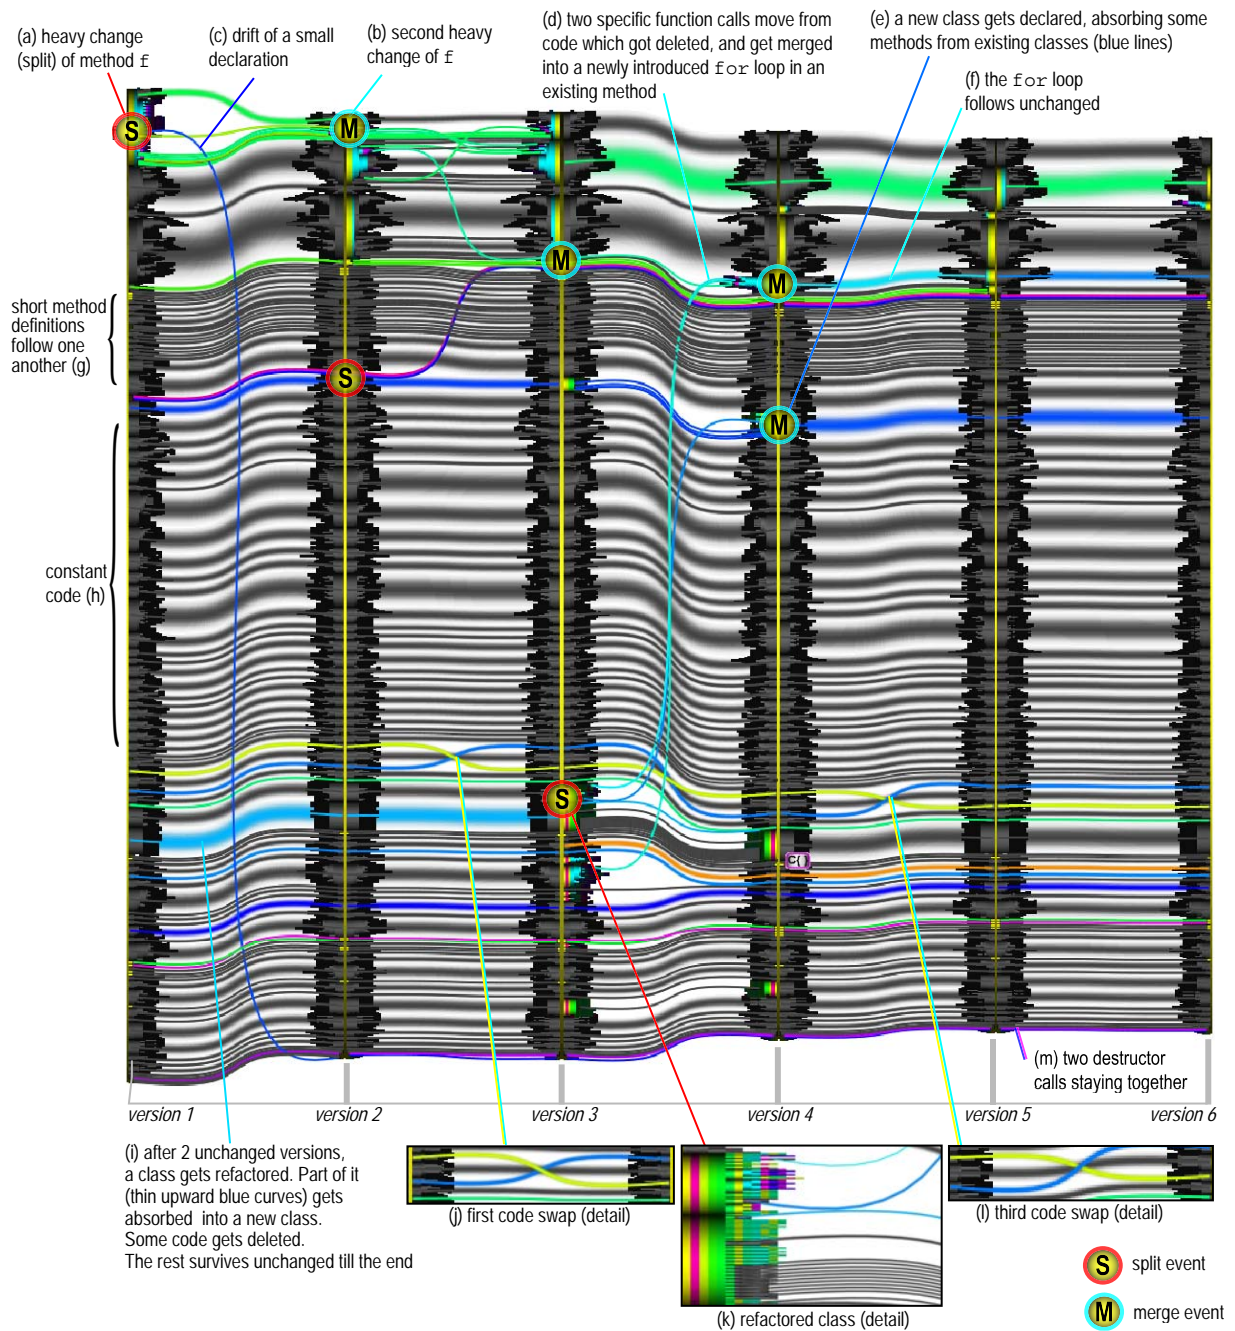 (a) heavy change
(split) of method f
(c) drift of a small
declaration
(b) second heavy
change of f
(d) two specific function calls move from
code which got deleted, and get merged
into a newly introduced for loop in an
existing method
(e) a new class gets declared, absorbing some
methods from existing classes (blue lines)
(f) the for loop
follows unchanged
S
M
M
M
short method
definitions
follow one
another (g)
S
M
constant
code (h)
S
C{ }
(m) two destructor
calls staying together
version 1
version 2
version 3
version 4
version 5
version 6
(i) after 2 unchanged versions,
a class gets refactored. Part of it
(thin upward blue curves) gets
absorbed into a new class.
Some code gets deleted.
The rest survives unchanged till the end
(j) first code swap (detail)
(k) refactored class (detail)
(l) third code swap (detail)
S split event
M merge event